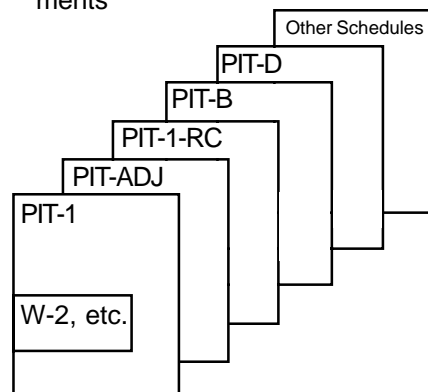 ments
Other Schedules
PIT-D
PIT-B
PIT-1-RC
PIT-ADJ
PIT-1
W-2, etc.